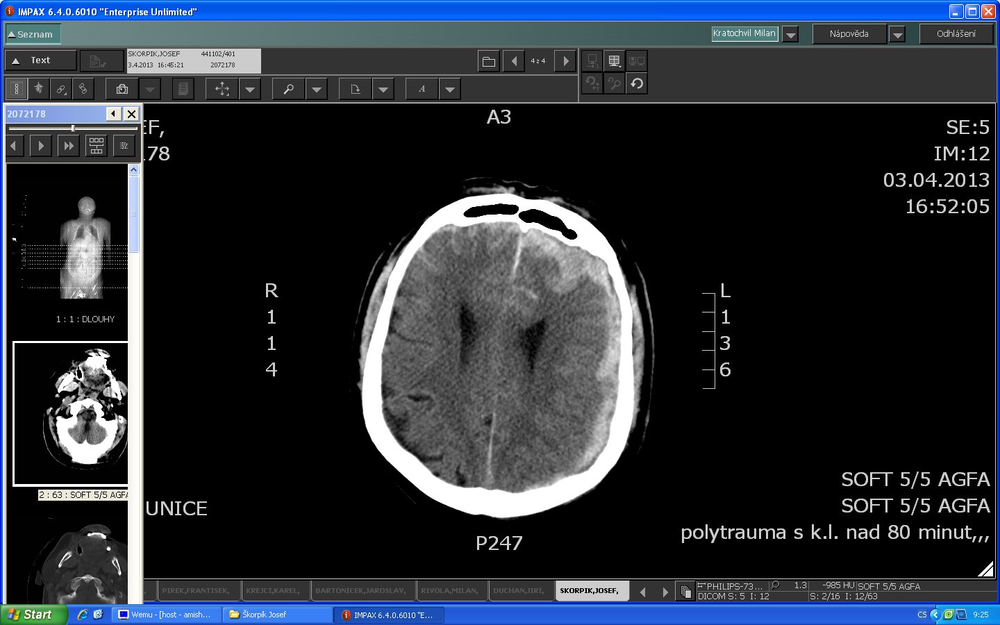 IMPAX 6.4.0.6010 "Enterprise Unlimited"
Seznam
Kratochvil Milan
Nápověda
Odhlášení
Text
SKORPIK,JOSEF 441102/401
3.4.2013 16:45:21 2072178
4 z 4
A
2072178
EF,
178
A3
SE:5
IM:12
03.04.2013
16:52:05
R
1
1
4
L
1
3
6
1 : 1 : DLOUHY
2 : 63 : SOFT 5/5 AGFA
UNICE
P247
SOFT 5/5 AGFA
SOFT 5/5 AGFA
polytrauma s k.l. nad 80 minut,,,
PIREK,FRANTISEK,
KREJCI,KAREL,
BARTONICEK,JAROSLAV,
RIVOLA,MILAN,
DUCHAN,JIRI,
SKORPIK,JOSEF,
PHILIPS-73... 1.3 -985 HU SOFT 5/5 AGFA
DICOM S: 5 I: 12 S: 2/16 I: 12/63
Start
Wemu - [host - amish...
Škorpík Josef
IMPAX 6.4.0.6010 "E...
CS
9:25